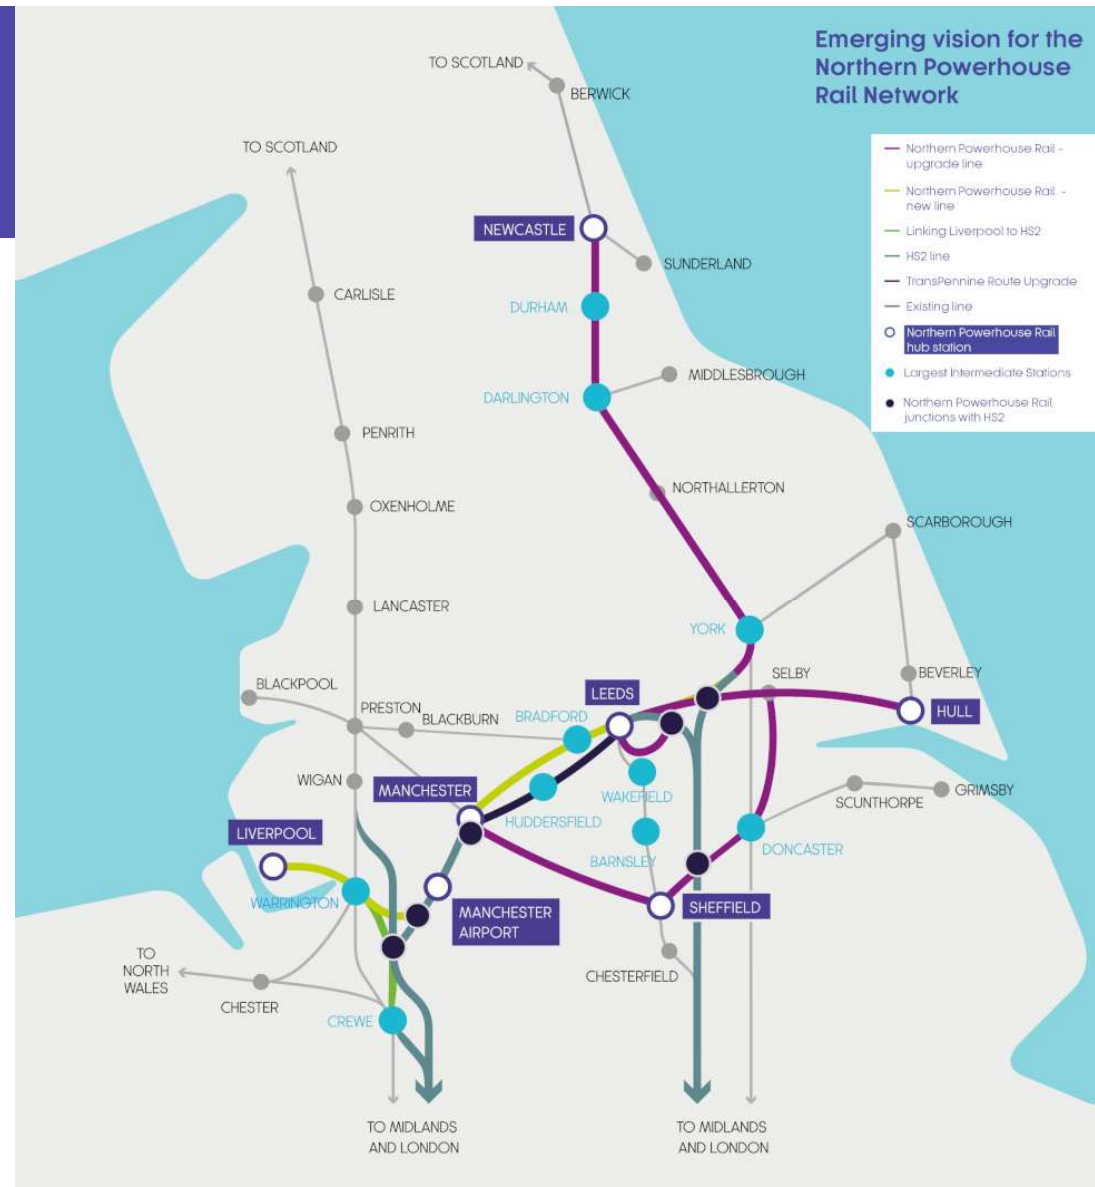 Emerging vision for the
Northern Powerhouse
Rail Network
Northern Powerhouse Rail -
upgrade line
Northern Powerhouse Rail -
new line
Linking Liverpool to HS2
HS2 line
TransPennine Route Upgrade
Existing line
Northern Powerhouse Rail
hub station
Largest Intermediate Stations
Northern Powerhouse Rail
junctions with HS2
TO SCOTLAND
BERWICK
TO SCOTLAND
NEWCASTLE
SUNDERLAND
CARLISLE
DURHAM
MIDDLESBROUGH
DARLINGTON
PENRITH
NORTHALLERTON
OXENHOLME
SCARBOROUGH
LANCASTER
YORK
SELBY
BEVERLEY
BLACKPOOL
LEEDS
PRESTON
BLACKBURN
BRADFORD
HULL
WIGAN
MANCHESTER
WAKEFIELD
SCUNTHORPE
GRIMSBY
HUDDERSFIELD
LIVERPOOL
BARNSLEY
DONCASTER
WARRINGTON
MANCHESTER
AIRPORT
SHEFFIELD
TO
NORTH
WALES
CHESTERFIELD
CHESTER
CREWE
TO MIDLANDS
AND LONDON
TO MIDLANDS
AND LONDON